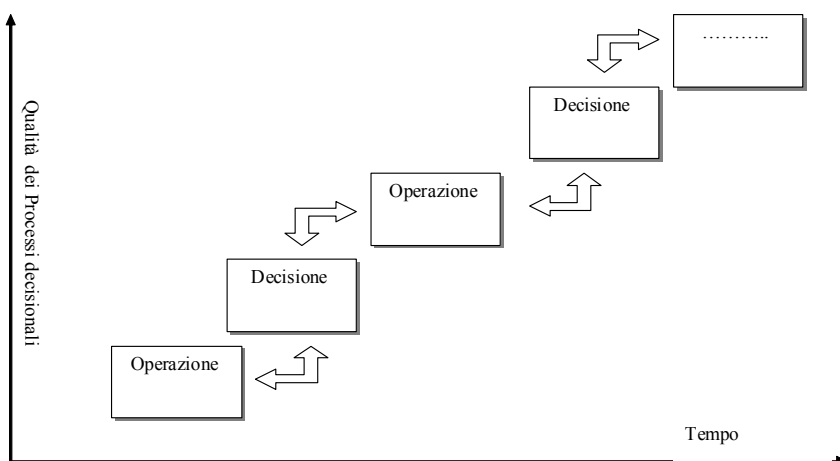 ………..
Decisione
Qualità dei Processi decisionali
Operazione
Decisione
Operazione
Tempo